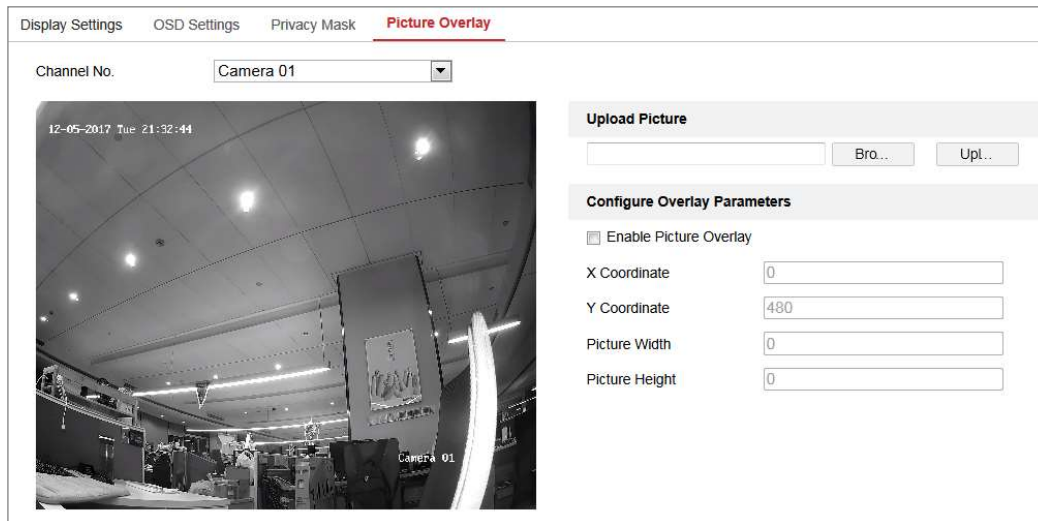 Display Settings OSD Settings Privacy Mask Picture Overlay
Channel No. Camera 01
12-05-2017 Tue 21:32:44
Camera 01
Upload Picture
Bro... Upl...
Configure Overlay Parameters
Enable Picture Overlay
X Coordinate 0
Y Coordinate 480
Picture Width 0
Picture Height 0